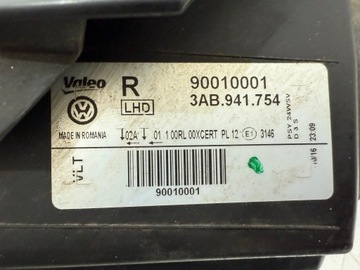 Valeo R 90010001
LHD 3AB.941.754
MADE IN ROMANIA 02A 01 1 00RL 00XCERT PL 12 E1 3146
PSY 24W5V
D3S
23:09
VLT
90010001